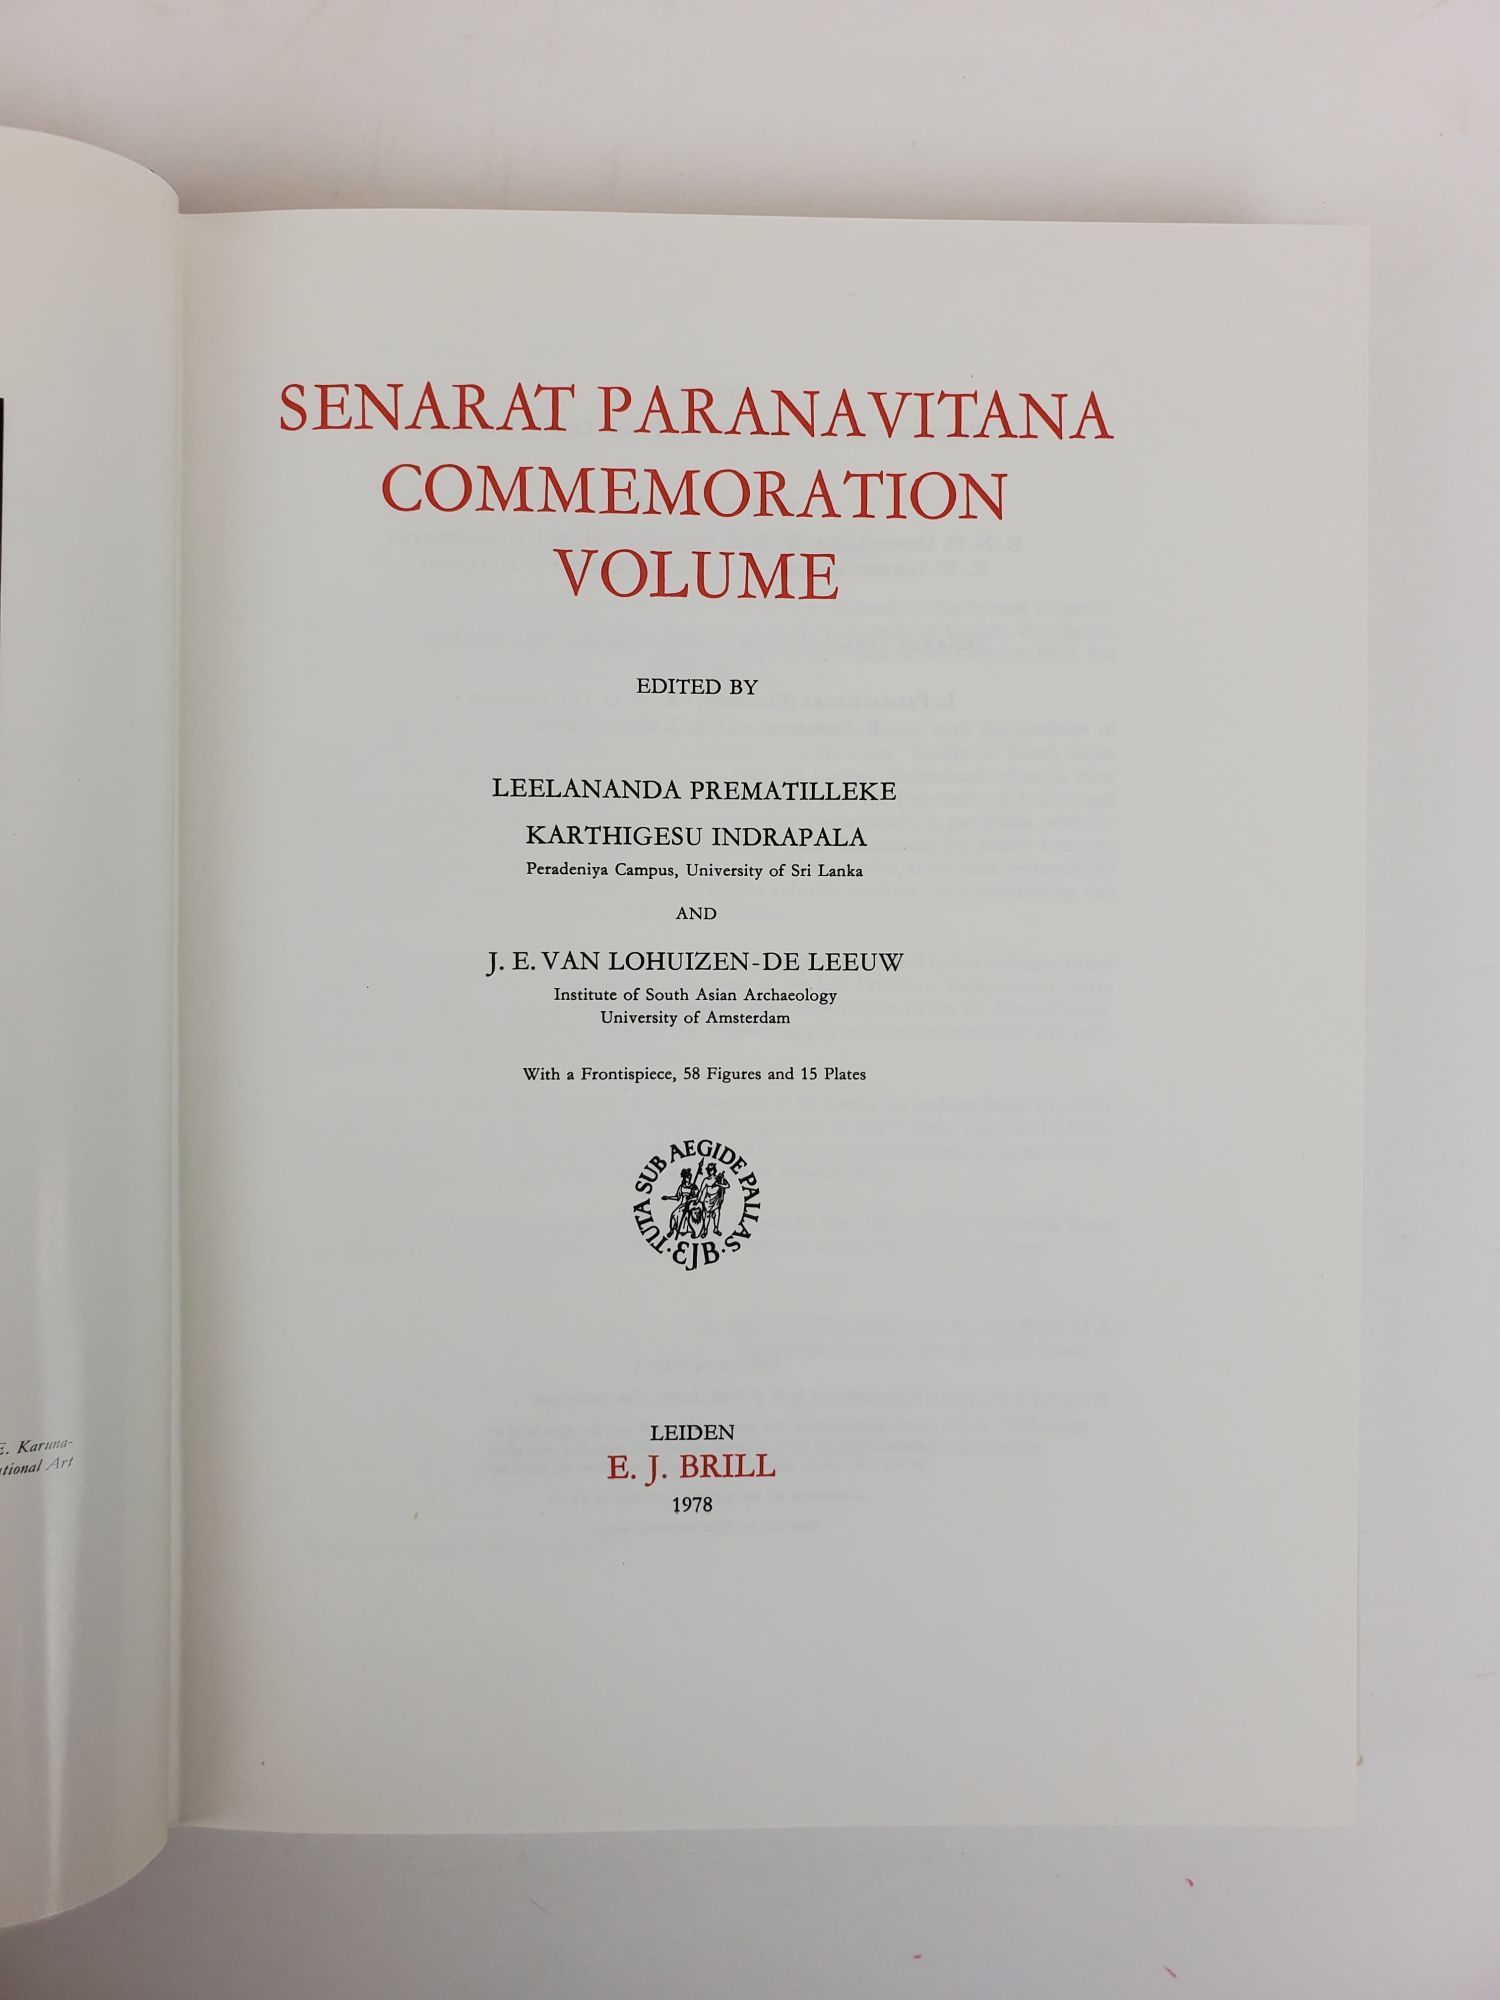 E. Karuna-
ational Art
SENARAT PARANAVITANA
COMMEMORATION
VOLUME
EDITED BY
LEELANANDA PREMATILLEKE
KARTHIGESU INDRAPALA
Peradeniya Campus, University of Sri Lanka
AND
J. E. VAN LOHUIZEN-DE LEEUW
Institute of South Asian Archaeology
University of Amsterdam
With a Frontispiece, 58 Figures and 15 Plates
TUTA SUB AEGIDE PALLAS · EJB ·
LEIDEN
E. J. BRILL
1978